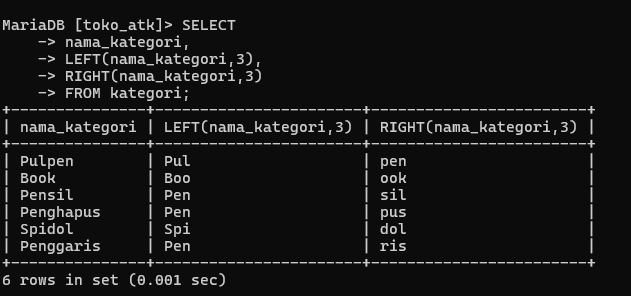 MariaDB [toko_atk]> SELECT
    -> nama_kategori,
    -> LEFT(nama_kategori,3),
    -> RIGHT(nama_kategori,3)
    -> FROM kategori;
+---------------+-----------------------+------------------------+
| nama_kategori | LEFT(nama_kategori,3) | RIGHT(nama_kategori,3) |
+---------------+-----------------------+------------------------+
| Pulpen        | Pul                   | pen                    |
| Book          | Boo                   | ook                    |
| Pensil        | Pen                   | sil                    |
| Penghapus     | Pen                   | pus                    |
| Spidol        | Spi                   | dol                    |
| Penggaris     | Pen                   | ris                    |
+---------------+-----------------------+------------------------+
6 rows in set (0.001 sec)